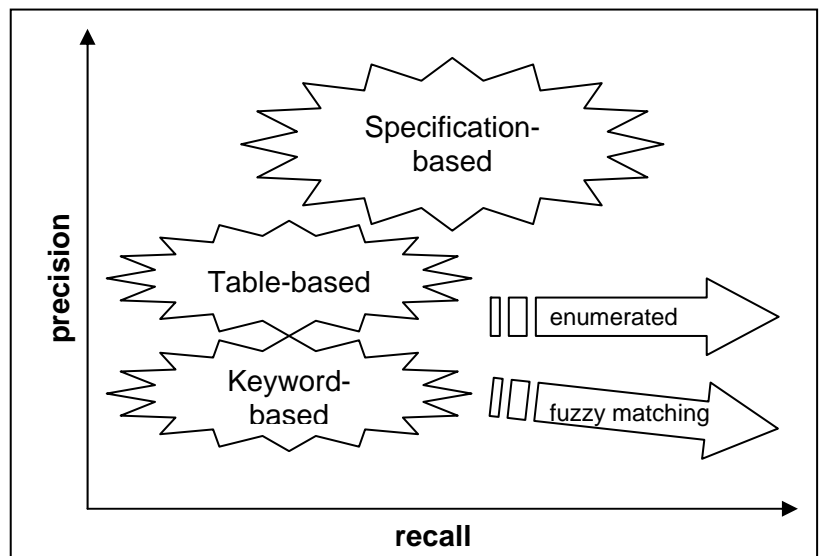 Specification-
based
precision
Table-based
enumerated
Keyword-
based
fuzzy matching
recall